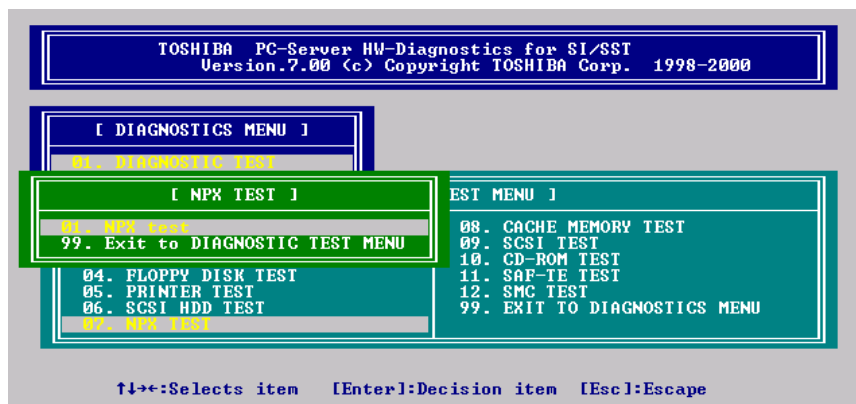 TOSHIBA PC-Server HW-Diagnostics for SI/SST
Version.7.00 (c) Copyright TOSHIBA Corp. 1998-2000
[ DIAGNOSTICS MENU ]
01. DIAGNOSTIC TEST
[ NPX TEST ]
01. NPX test
99. Exit to DIAGNOSTIC TEST MENU
EST MENU ]
04. FLOPPY DISK TEST
05. PRINTER TEST
06. SCSI HDD TEST
07. NPX TEST
08. CACHE MEMORY TEST
09. SCSI TEST
10. CD-ROM TEST
11. SAF-TE TEST
12. SMC TEST
99. EXIT TO DIAGNOSTICS MENU
↑↓→←:Selects item [Enter]:Decision item [Esc]:Escape